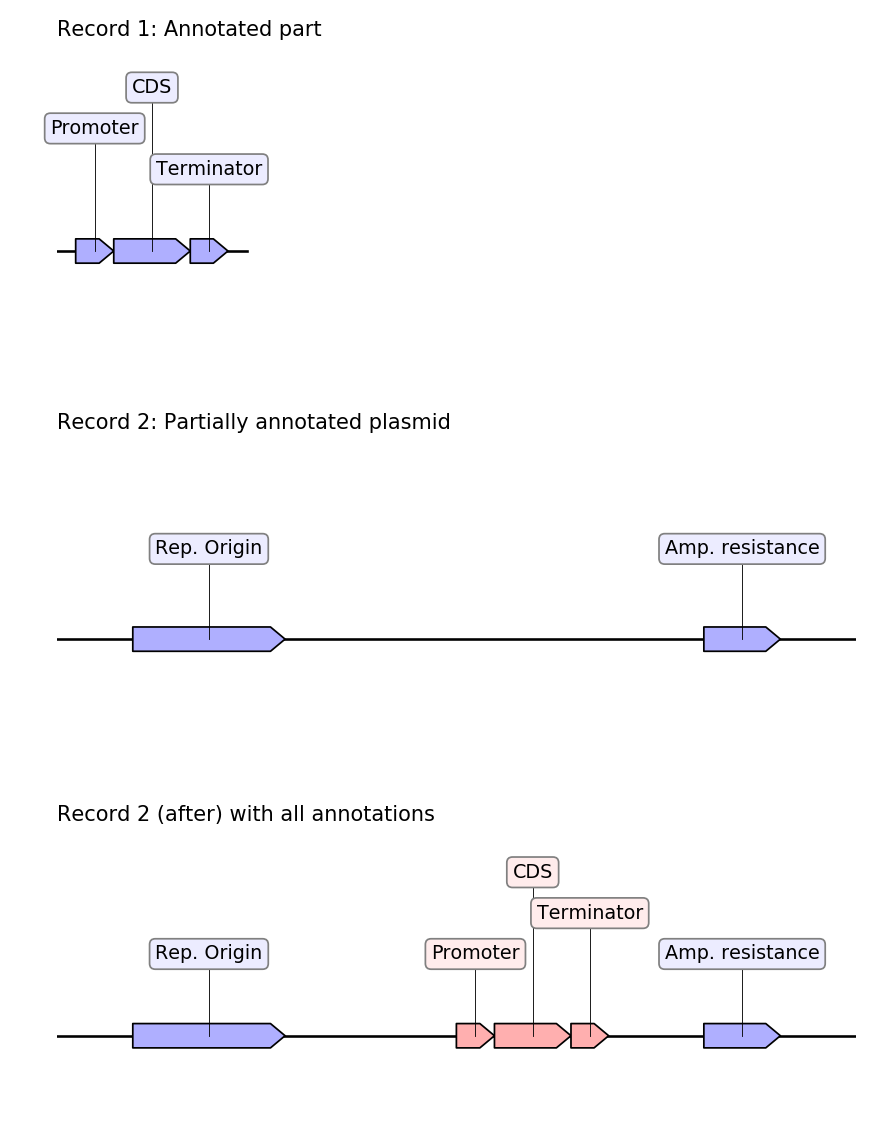 Record 1: Annotated part
CDS
Promoter
Terminator
Record 2: Partially annotated plasmid
Rep. Origin
Amp. resistance
Record 2 (after) with all annotations
CDS
Terminator
Rep. Origin
Promoter
Amp. resistance